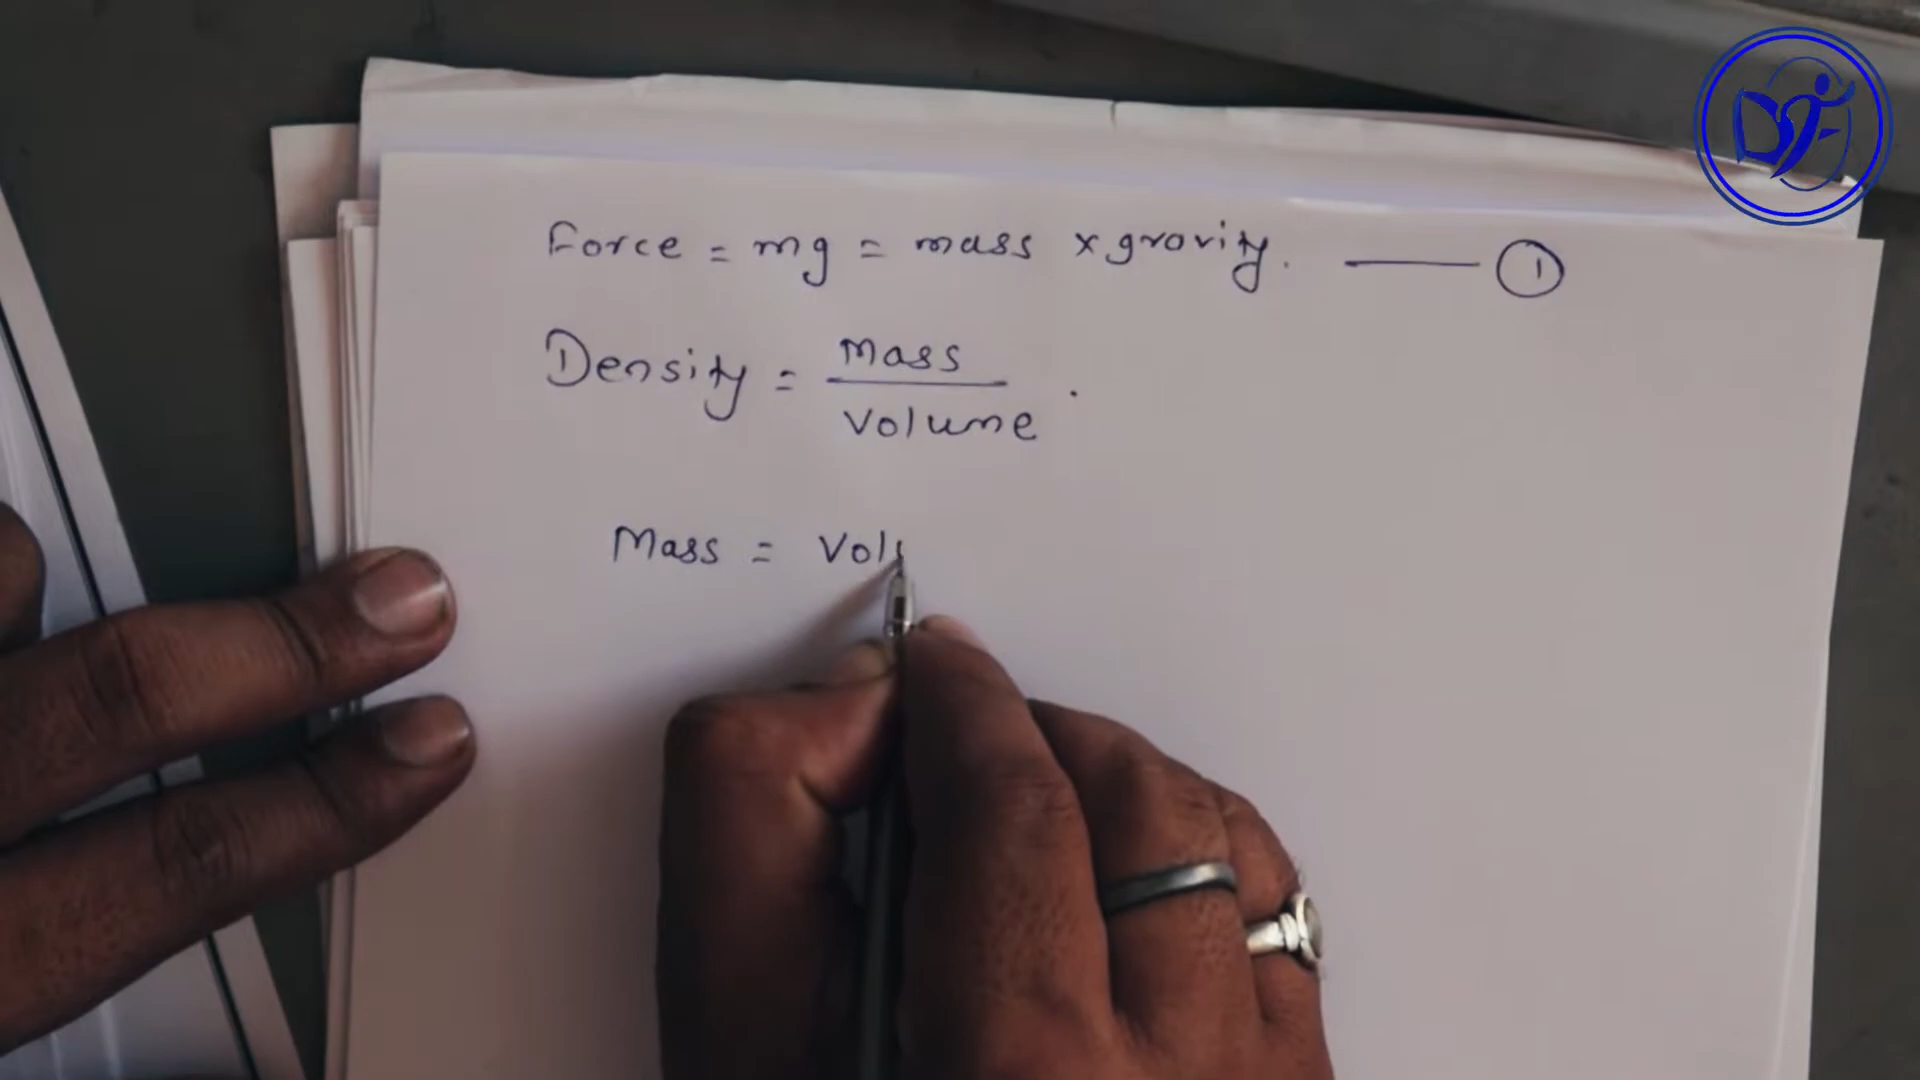 Force = mg = mass × gravity. —— ①
Density = Mass / Volume .
Mass = Vol